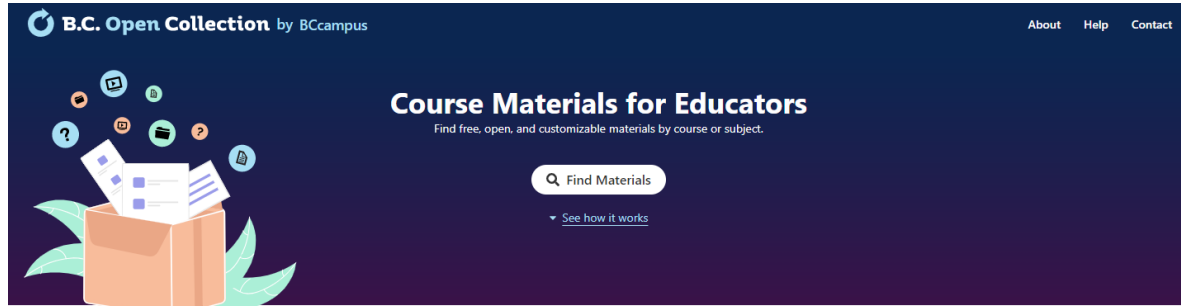 B.C. Open Collection by BCcampus
About Help Contact
Course Materials for Educators
Find free, open, and customizable materials by course or subject.
Find Materials
See how it works
? ?